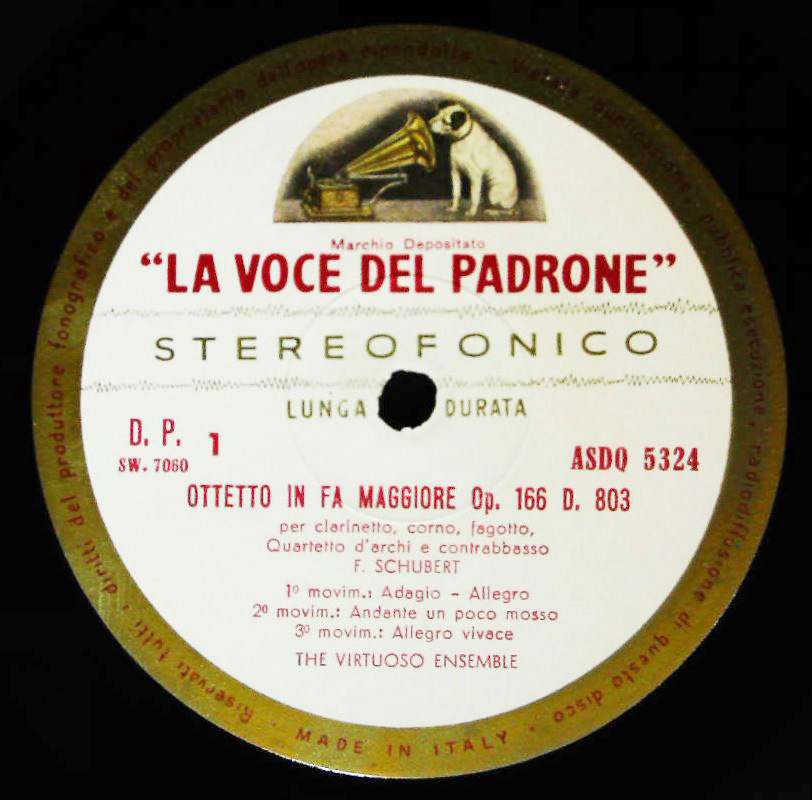 Riservati tutti i diritti del produttore fonografico e del proprietario dell'opera riprodotta - Vietata duplicazione, pubblica esecuzione, radiodiffusione di questo disco
Marchio Depositato
"LA VOCE DEL PADRONE"
STEREOFONICO
LUNGA DURATA
D. P. 1
SW. 7060
ASDQ 5324
OTTETTO IN FA MAGGIORE Op. 166 D. 803
per clarinetto, corno, fagotto,
Quartetto d'archi e contrabbasso
F. SCHUBERT
1º movim.: Adagio - Allegro
2º movim.: Andante un poco mosso
3º movim.: Allegro vivace
THE VIRTUOSO ENSEMBLE
MADE IN ITALY